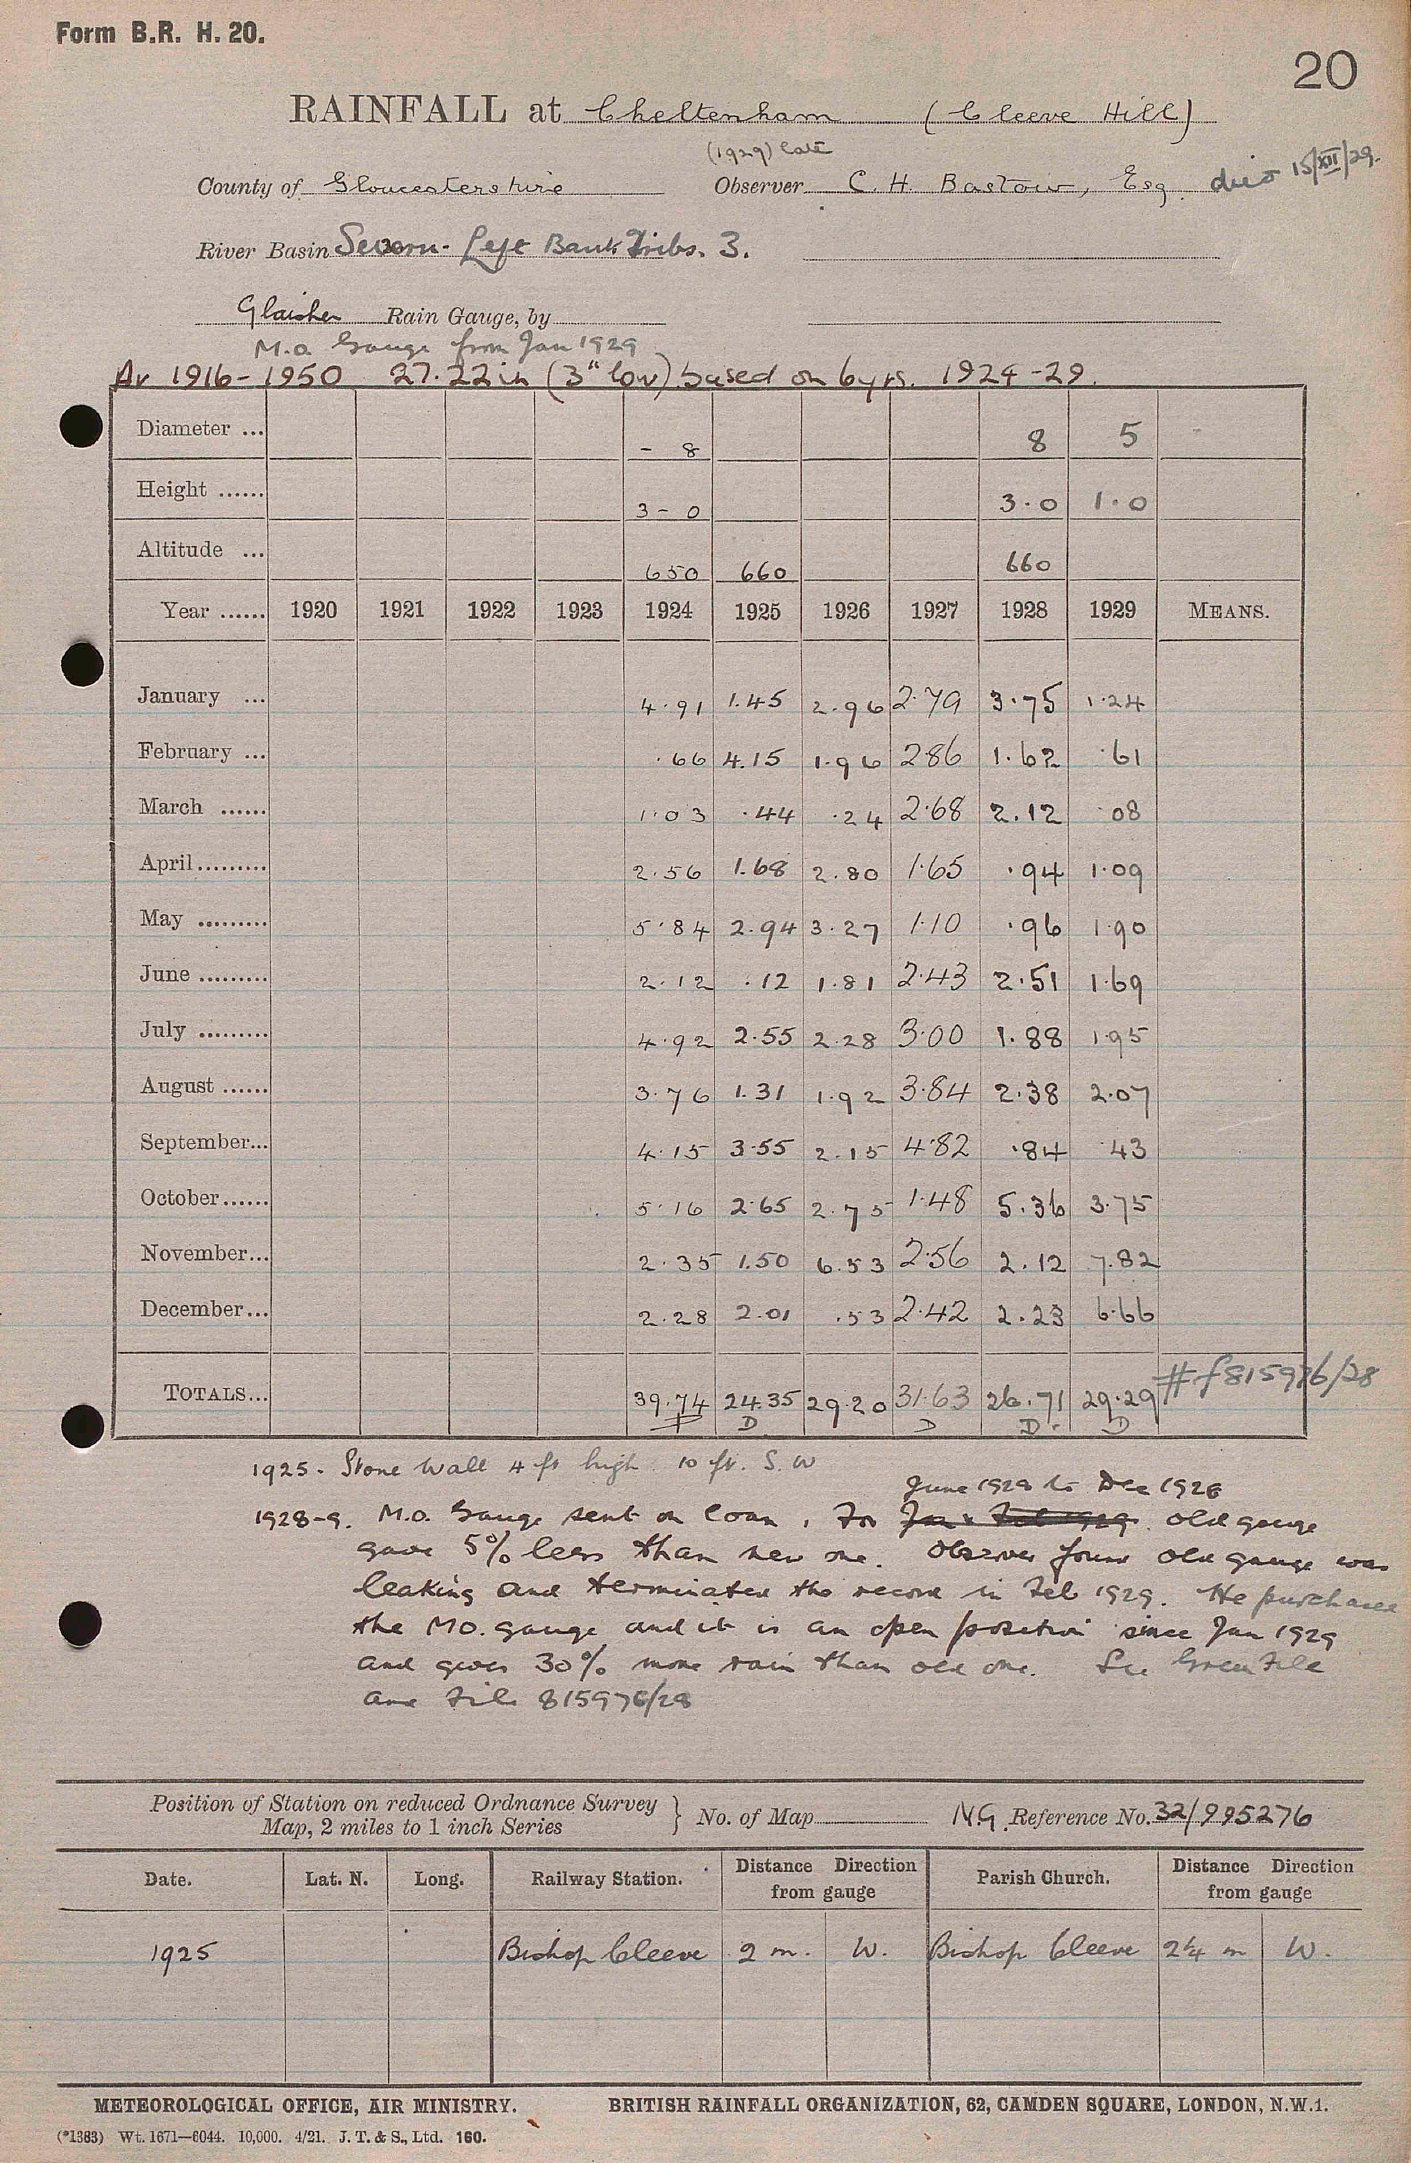 Form B.R. H. 20.
20
RAINFALL at Cheltenham (Cleeve Hill)
(1929) late
County of Gloucestershire Observer C. H. Bastow, Esq. died 15/XII/29.
River Basin Severn - Left Bank Tribs. 3.
Glaisher Rain Gauge, by
M.O. Gauge from Jan 1929
Av 1916-1950 27.22 in (3" low) based on 6 yrs. 1924-29.
Diameter ... - 8 8 5
Height ...... 3 - 0 3.0 1.0
Altitude ... 650 660 660
Year ...... 1920 1921 1922 1923 1924 1925 1926 1927 1928 1929 MEANS.
January ... 4.91 1.45 2.96 2.79 3.75 1.24
February ... .66 4.15 1.96 2.86 1.62 .61
March ...... 1.03 .44 .24 2.68 2.12 .08
April ......... 2.56 1.68 2.80 1.65 .94 1.09
May ......... 5.84 2.94 3.27 1.10 .96 1.90
June ......... 2.12 .12 1.81 2.43 2.51 1.69
July ......... 4.92 2.55 2.28 3.00 1.88 1.95
August ...... 3.76 1.31 1.92 3.84 2.38 2.07
September... 4.15 3.55 2.15 4.82 .84 .43
October...... 5.16 2.65 2.75 1.48 5.36 3.75
November... 2.35 1.50 6.53 2.56 2.12 7.82
December... 2.28 2.01 .53 2.42 2.23 6.66
TOTALS... 39.74 24.35 29.20 31.63 26.71 29.29 # f815976/28
D D D D
1925 - Stone Wall 4 ft high 10 ft. S.W
June 1928 to Dec 1928
1928-9. M.O. Gauge sent on loan, For Jan & Feb 1929. old gauge
gave 5% less than new one. Observer found old gauge was
leaking and terminated the record in Feb 1929. He purchased
the MO. gauge and it is an open position since Jan 1929
and gives 30% more rain than old one. See Green File
and File 815976/28
Position of Station on reduced Ordnance Survey
Map, 2 miles to 1 inch Series } No. of Map N.G. Reference No. 32/995276
Date. Lat. N. Long. Railway Station. Distance Direction from gauge Parish Church. Distance Direction from gauge
1925 Bishop Cleeve 2 m. W. Bishop Cleeve 2¼ m W.
METEOROLOGICAL OFFICE, AIR MINISTRY. BRITISH RAINFALL ORGANIZATION, 62, CAMDEN SQUARE, LONDON, N.W.1.
(*1383) Wt. 1671—6044. 10,000. 4/21. J. T. & S., Ltd. 160.